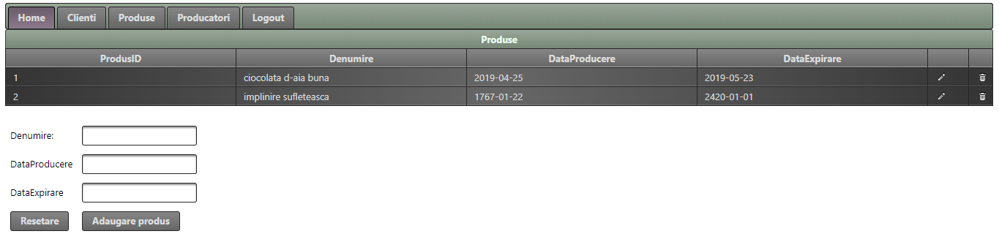 Home Clienti Produse Producatori Logout
Produse
ProdusID Denumire DataProducere DataExpirare
1 ciocolata d-aia buna 2019-04-25 2019-05-23
2 implinire sufleteasca 1767-01-22 2420-01-01
Denumire:
DataProducere
DataExpirare
Resetare Adaugare produs